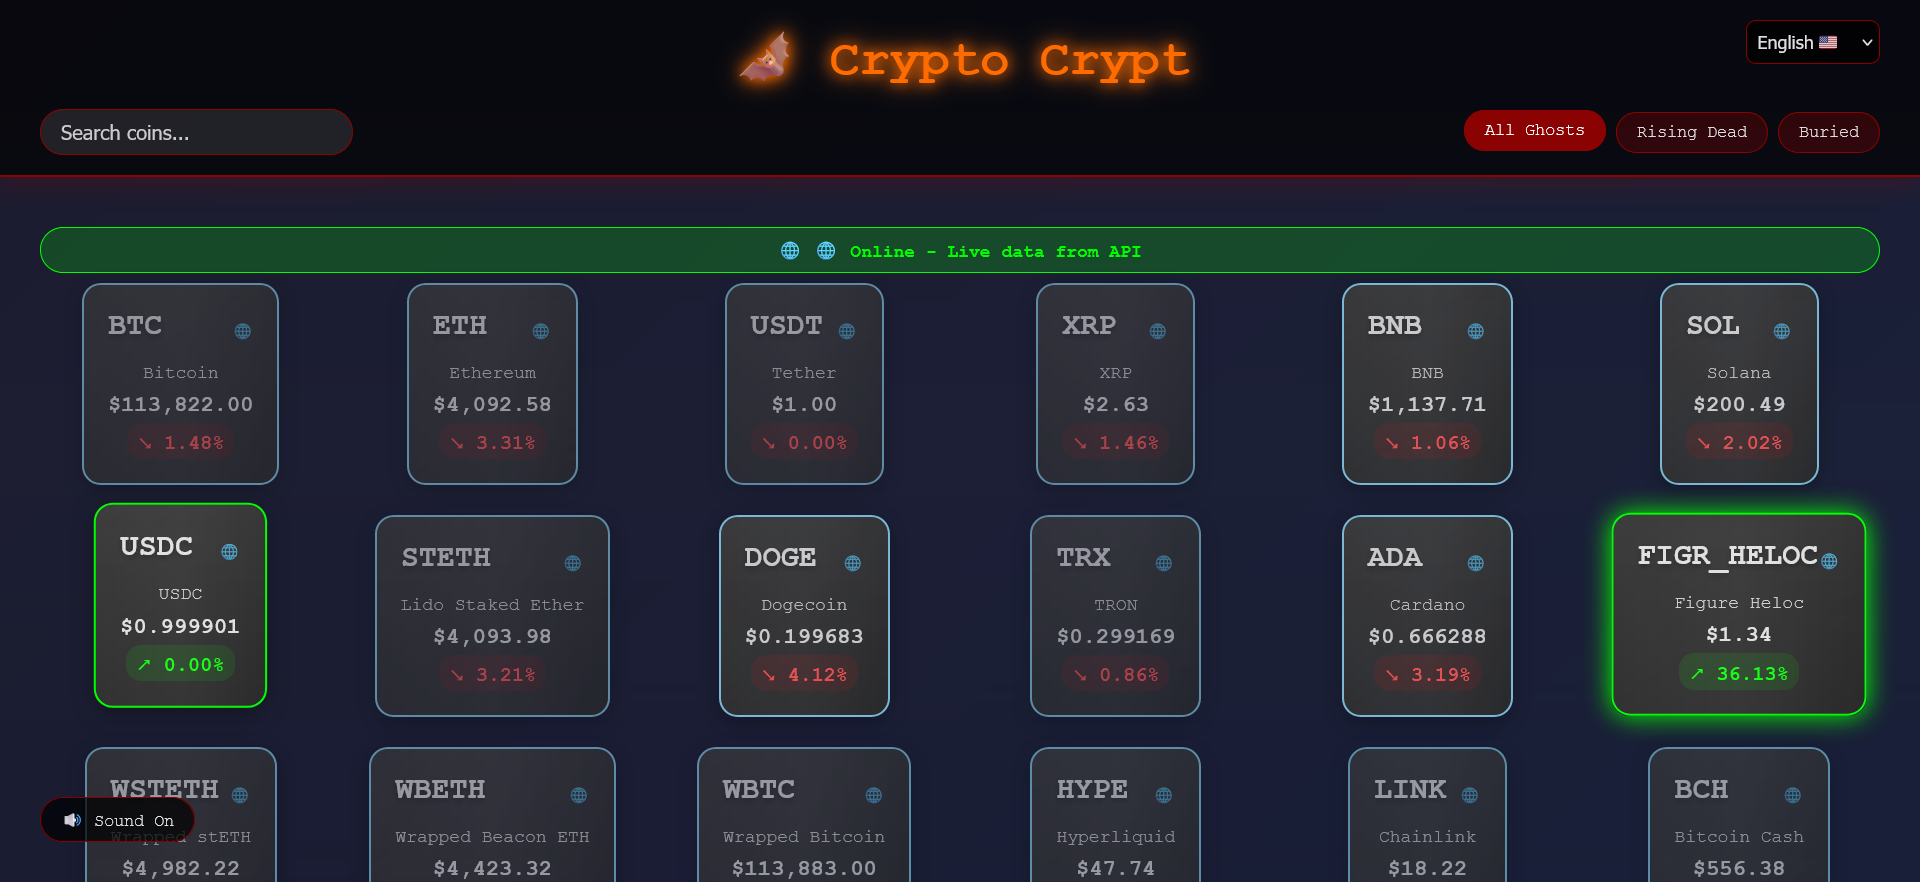 Crypto Crypt
English
Search coins...
All Ghosts
Rising Dead
Buried
Online - Live data from API
BTC
Bitcoin
$113,822.00
↘ 1.48%
ETH
Ethereum
$4,092.58
↘ 3.31%
USDT
Tether
$1.00
↘ 0.00%
XRP
XRP
$2.63
↘ 1.46%
BNB
BNB
$1,137.71
↘ 1.06%
SOL
Solana
$200.49
↘ 2.02%
USDC
USDC
$0.999901
↗ 0.00%
STETH
Lido Staked Ether
$4,093.98
↘ 3.21%
DOGE
Dogecoin
$0.199683
↘ 4.12%
TRX
TRON
$0.299169
↘ 0.86%
ADA
Cardano
$0.666288
↘ 3.19%
FIGR_HELOC
Figure Heloc
$1.34
↗ 36.13%
WSTETH
Wrapped stETH
$4,982.22
WBETH
Wrapped Beacon ETH
$4,423.32
WBTC
Wrapped Bitcoin
$113,883.00
HYPE
Hyperliquid
$47.74
LINK
Chainlink
$18.22
BCH
Bitcoin Cash
$556.38
Sound On